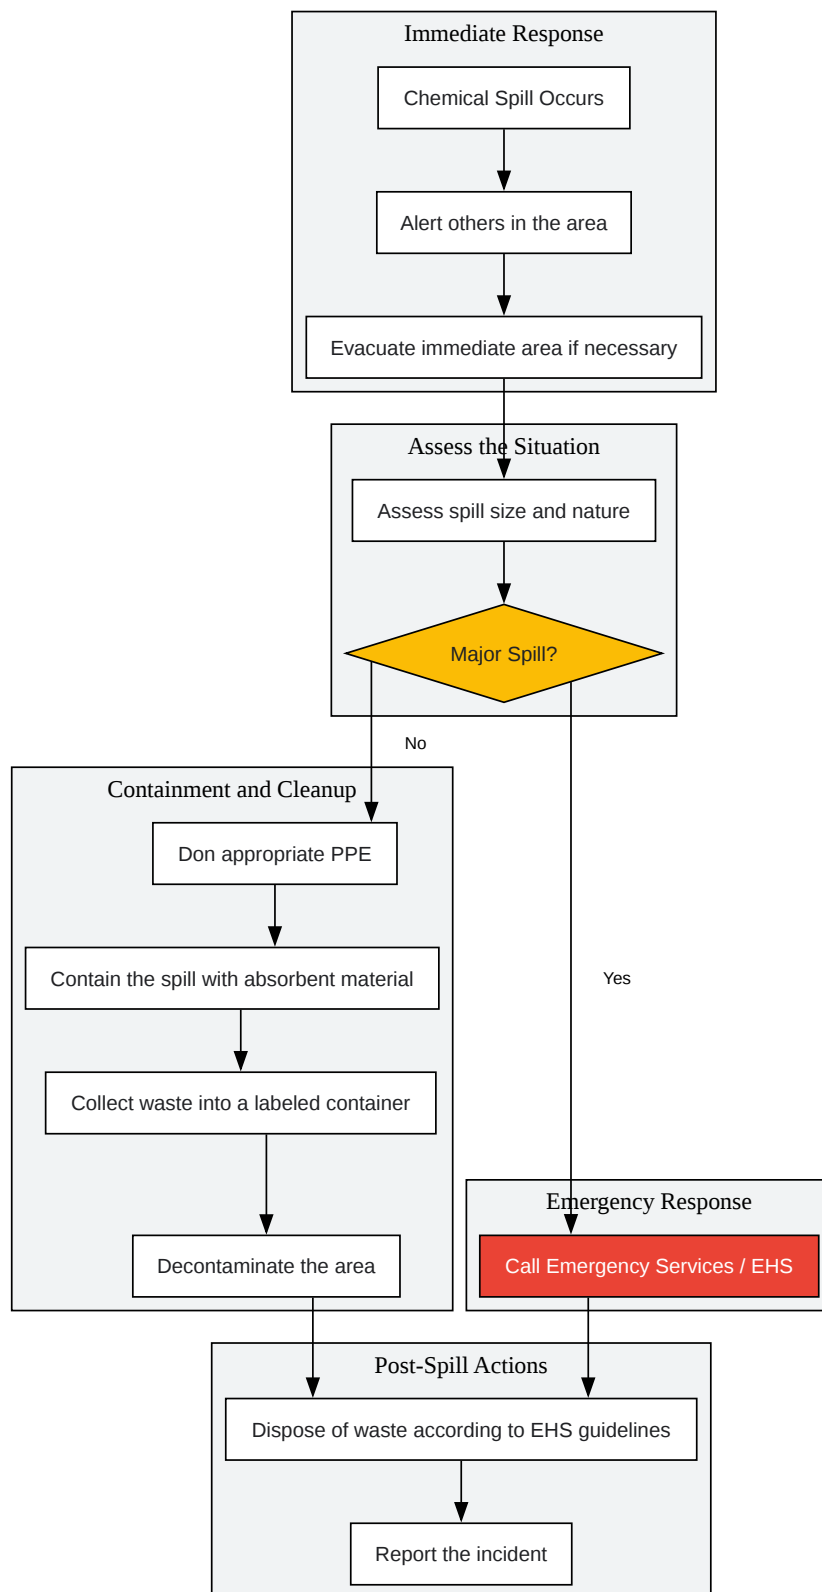 Immediate Response
Chemical Spill Occurs
Alert others in the area
Evacuate immediate area if necessary
Assess the Situation
Assess spill size and nature
Major Spill?
No
Containment and Cleanup
Don appropriate PPE
Contain the spill with absorbent material
Yes
Collect waste into a labeled container
Decontaminate the area
Emergency Response
Call Emergency Services / EHS
Post-Spill Actions
Dispose of waste according to EHS guidelines
Report the incident